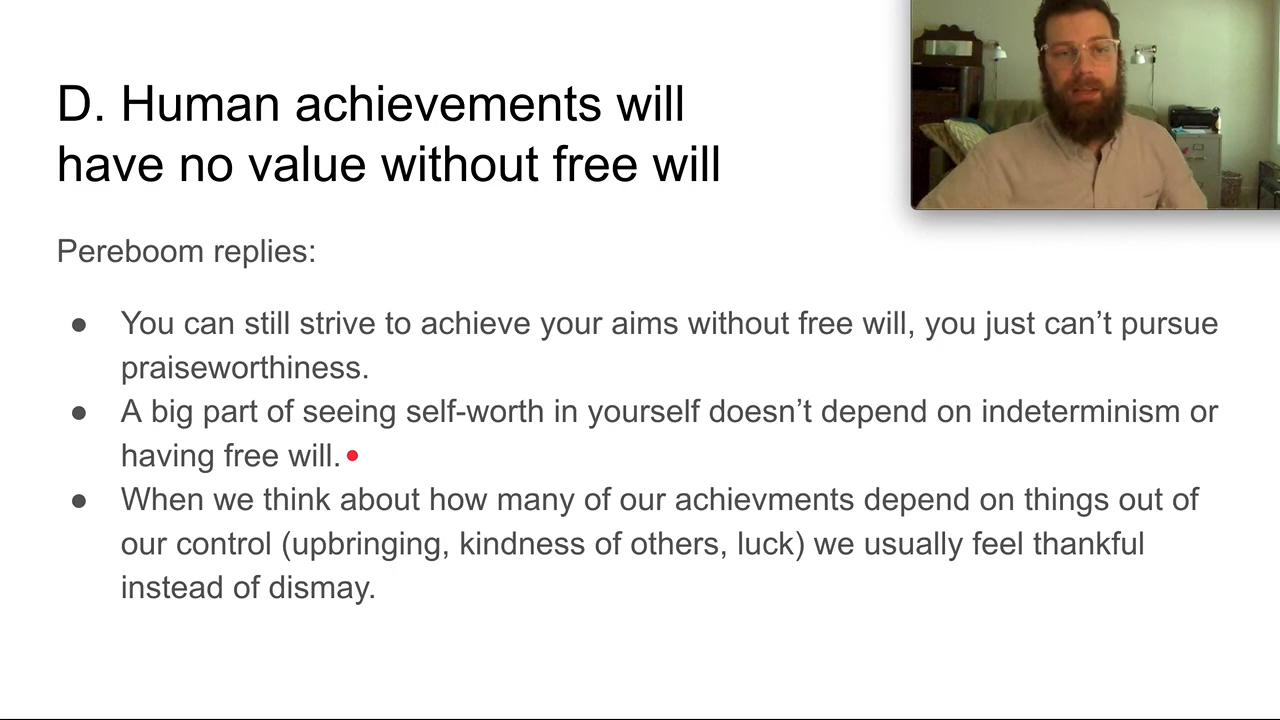 D. Human achievements will
have no value without free will
Pereboom replies:
● You can still strive to achieve your aims without free will, you just can’t pursue
praiseworthiness.
● A big part of seeing self-worth in yourself doesn’t depend on indeterminism or
having free will.
● When we think about how many of our achievments depend on things out of
our control (upbringing, kindness of others, luck) we usually feel thankful
instead of dismay.